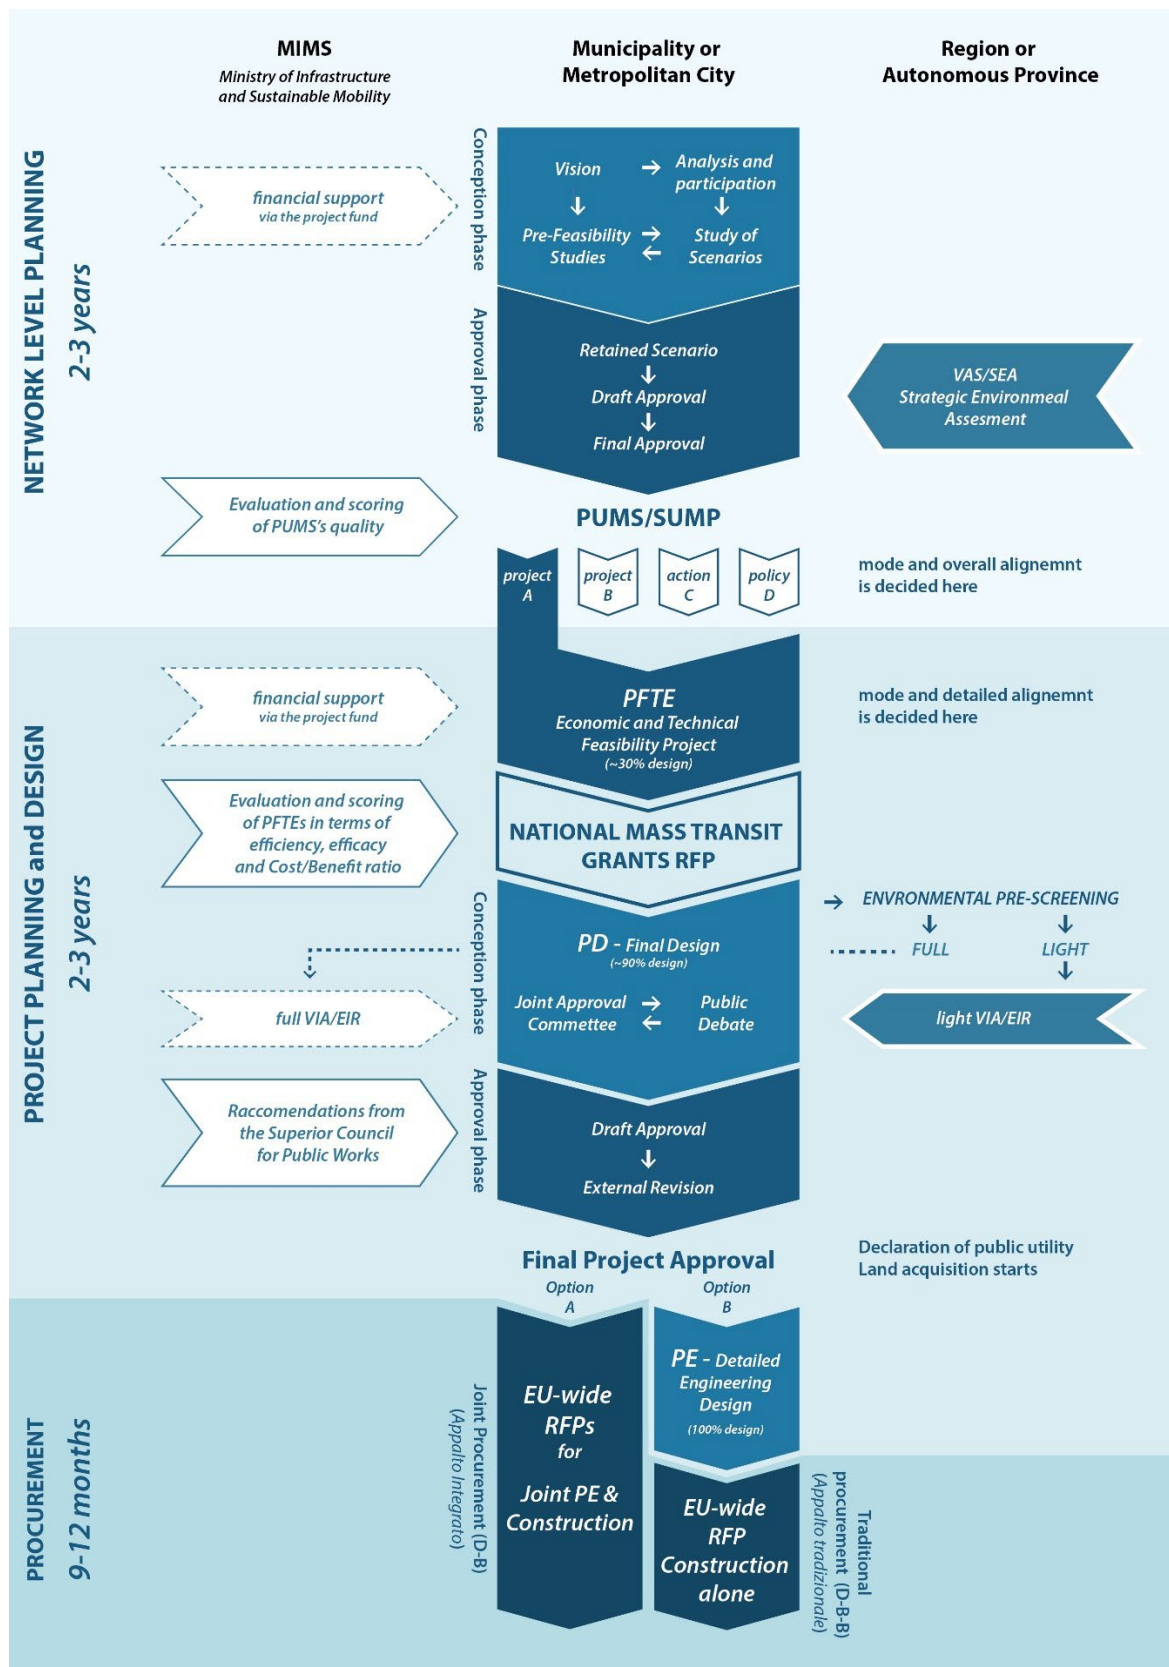 MIMS
Ministry of Infrastructure
and Sustainable Mobility
Municipality or
Metropolitan City
Region or
Autonomous Province
NETWORK LEVEL PLANNING
2-3 years
financial support
via the project fund
Conception phase
Vision
→
Analysis and
participation
↓
↓
Pre-Feasibility
Studies
→
←
Study of
Scenarios
Approval phase
Retained Scenario
↓
Draft Approval
↓
Final Approval
VAS/SEA
Strategic Environmeal
Assesment
Evaluation and scoring
of PUMS's quality
PUMS/SUMP
project
A
project
B
action
C
policy
D
mode and overall alignemnt
is decided here
PROJECT PLANNING and DESIGN
2-3 years
financial support
via the project fund
PFTE
Economic and Technical
Feasibility Project
(~30% design)
mode and detailed alignemnt
is decided here
Evaluation and scoring
of PFTEs in terms of
efficiency, efficacy
and Cost/Benefit ratio
NATIONAL MASS TRANSIT
GRANTS RFP
Conception phase
PD - Final Design
(~90% design)
→ ENVRONMENTAL PRE-SCREENING
↓
↓
FULL
LIGHT
↓
full VIA/EIR
Joint Approval
Committee
→
←
Public
Debate
light VIA/EIR
Approval phase
Raccomendations from
the Superior Council
for Public Works
Draft Approval
↓
External Revision
Final Project Approval
Declaration of public utility
Land acquisition starts
Option
A
Option
B
PROCUREMENT
9-12 months
Joint Procurement (D-B)
(Appalto Integrato)
EU-wide
RFPs
for
Joint PE &
Construction
PE - Detailed
Engineering
Design
(100% design)
EU-wide
RFP
Construction
alone
Traditional
procurement (D-B-B)
(Appalto tradizionale)